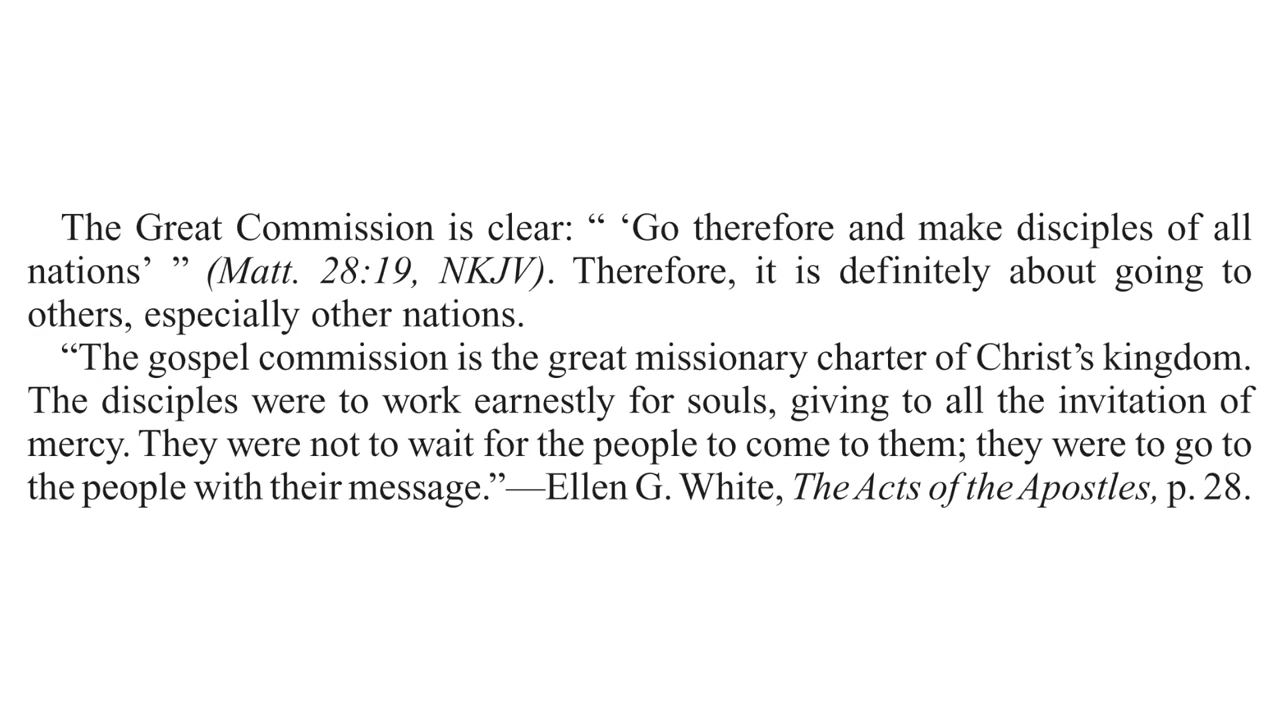 The Great Commission is clear: “ ‘Go therefore and make disciples of all
nations’ ” (Matt. 28:19, NKJV). Therefore, it is definitely about going to
others, especially other nations.
“The gospel commission is the great missionary charter of Christ’s kingdom.
The disciples were to work earnestly for souls, giving to all the invitation of
mercy. They were not to wait for the people to come to them; they were to go to
the people with their message.”—Ellen G. White, The Acts of the Apostles, p. 28.